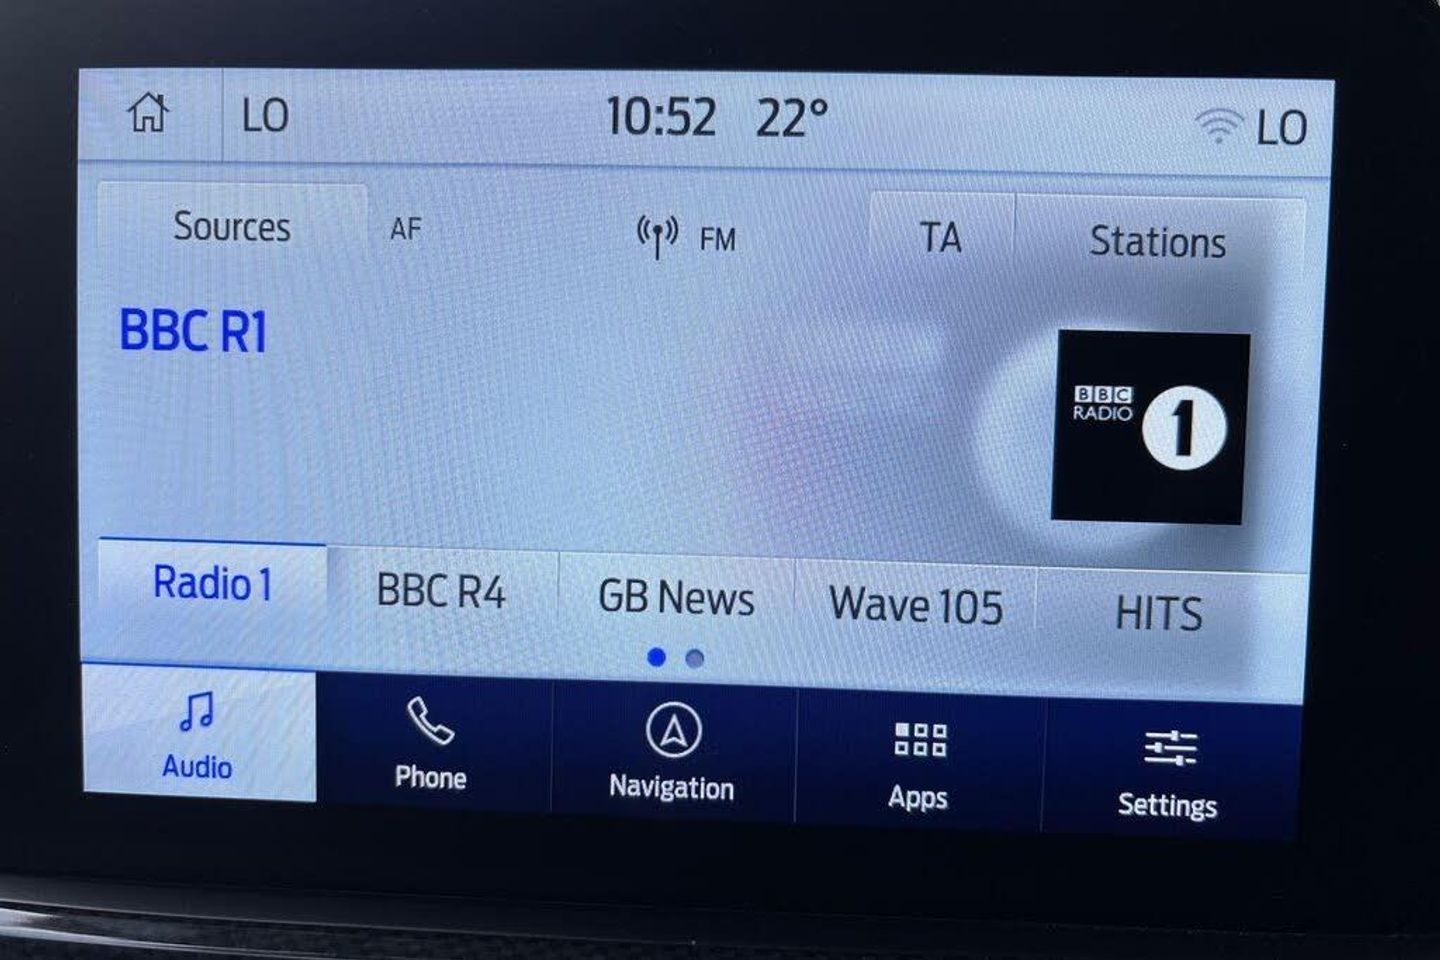 LO 10:52 22° LO
Sources AF FM TA Stations
BBC R1
BBC
RADIO 1
Radio 1 BBC R4 GB News Wave 105 HITS
Audio Phone Navigation Apps Settings